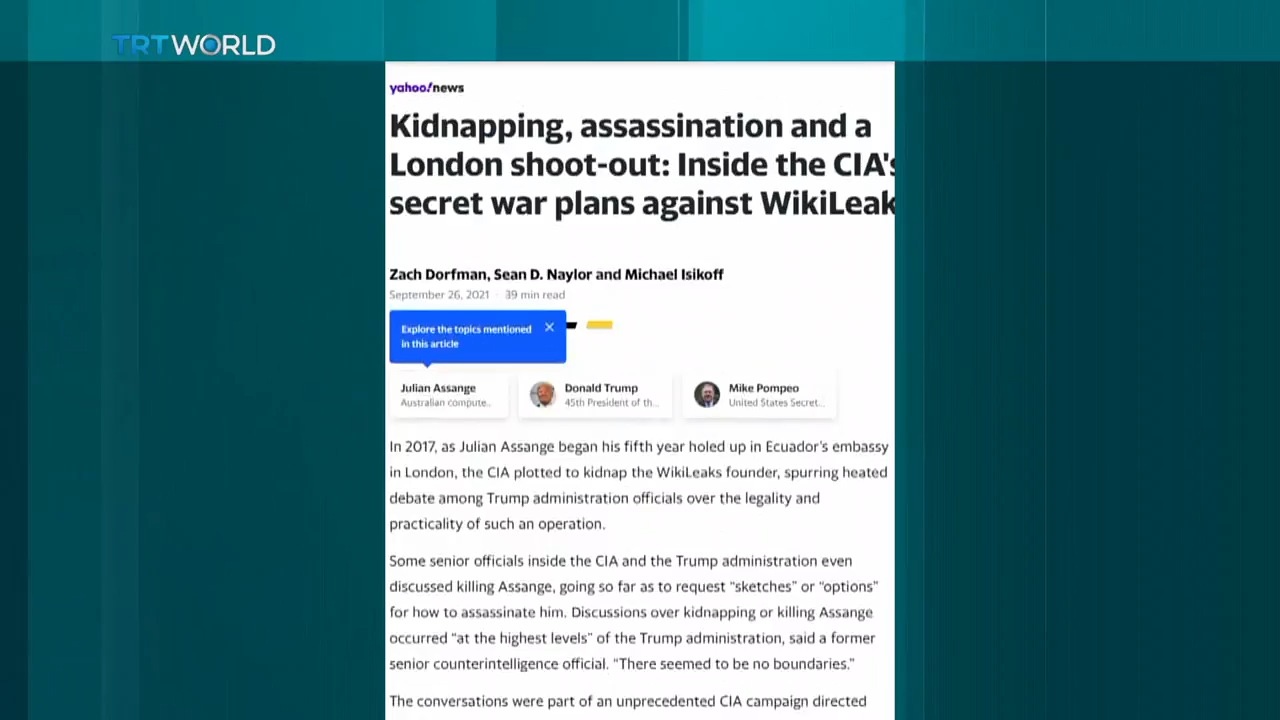 TRT WORLD
yahoo!news
Kidnapping, assassination and a
London shoot-out: Inside the CIA's
secret war plans against WikiLeak
Zach Dorfman, Sean D. Naylor and Michael Isikoff
September 26, 2021 · 39 min read
Explore the topics mentioned
in this article
Julian Assange
Australian compute..
Donald Trump
45th President of th...
Mike Pompeo
United States Secret...
In 2017, as Julian Assange began his fifth year holed up in Ecuador's embassy
in London, the CIA plotted to kidnap the WikiLeaks founder, spurring heated
debate among Trump administration officials over the legality and
practicality of such an operation.
Some senior officials inside the CIA and the Trump administration even
discussed killing Assange, going so far as to request “sketches” or “options”
for how to assassinate him. Discussions over kidnapping or killing Assange
occurred “at the highest levels” of the Trump administration, said a former
senior counterintelligence official. “There seemed to be no boundaries.”
The conversations were part of an unprecedented CIA campaign directed